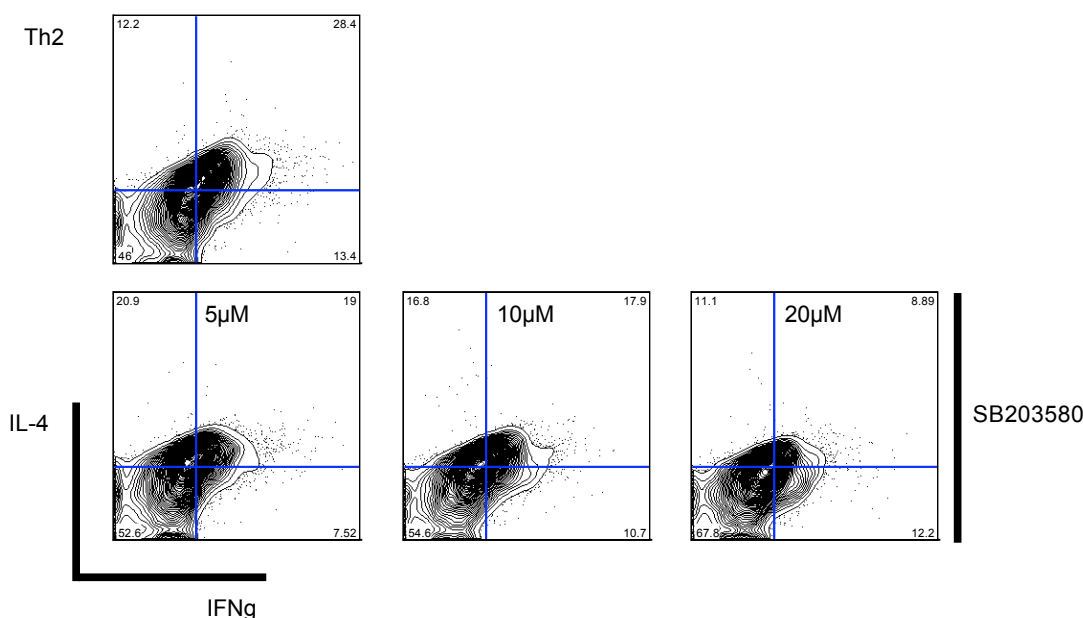 12.2 28.4
Th2
46 13.4
20.9 19
5µM
16.8 17.9
10µM
11.1 8.89
20µM
IL-4
SB203580
52.6 7.52
54.6 10.7
67.8 12.2
IFNg